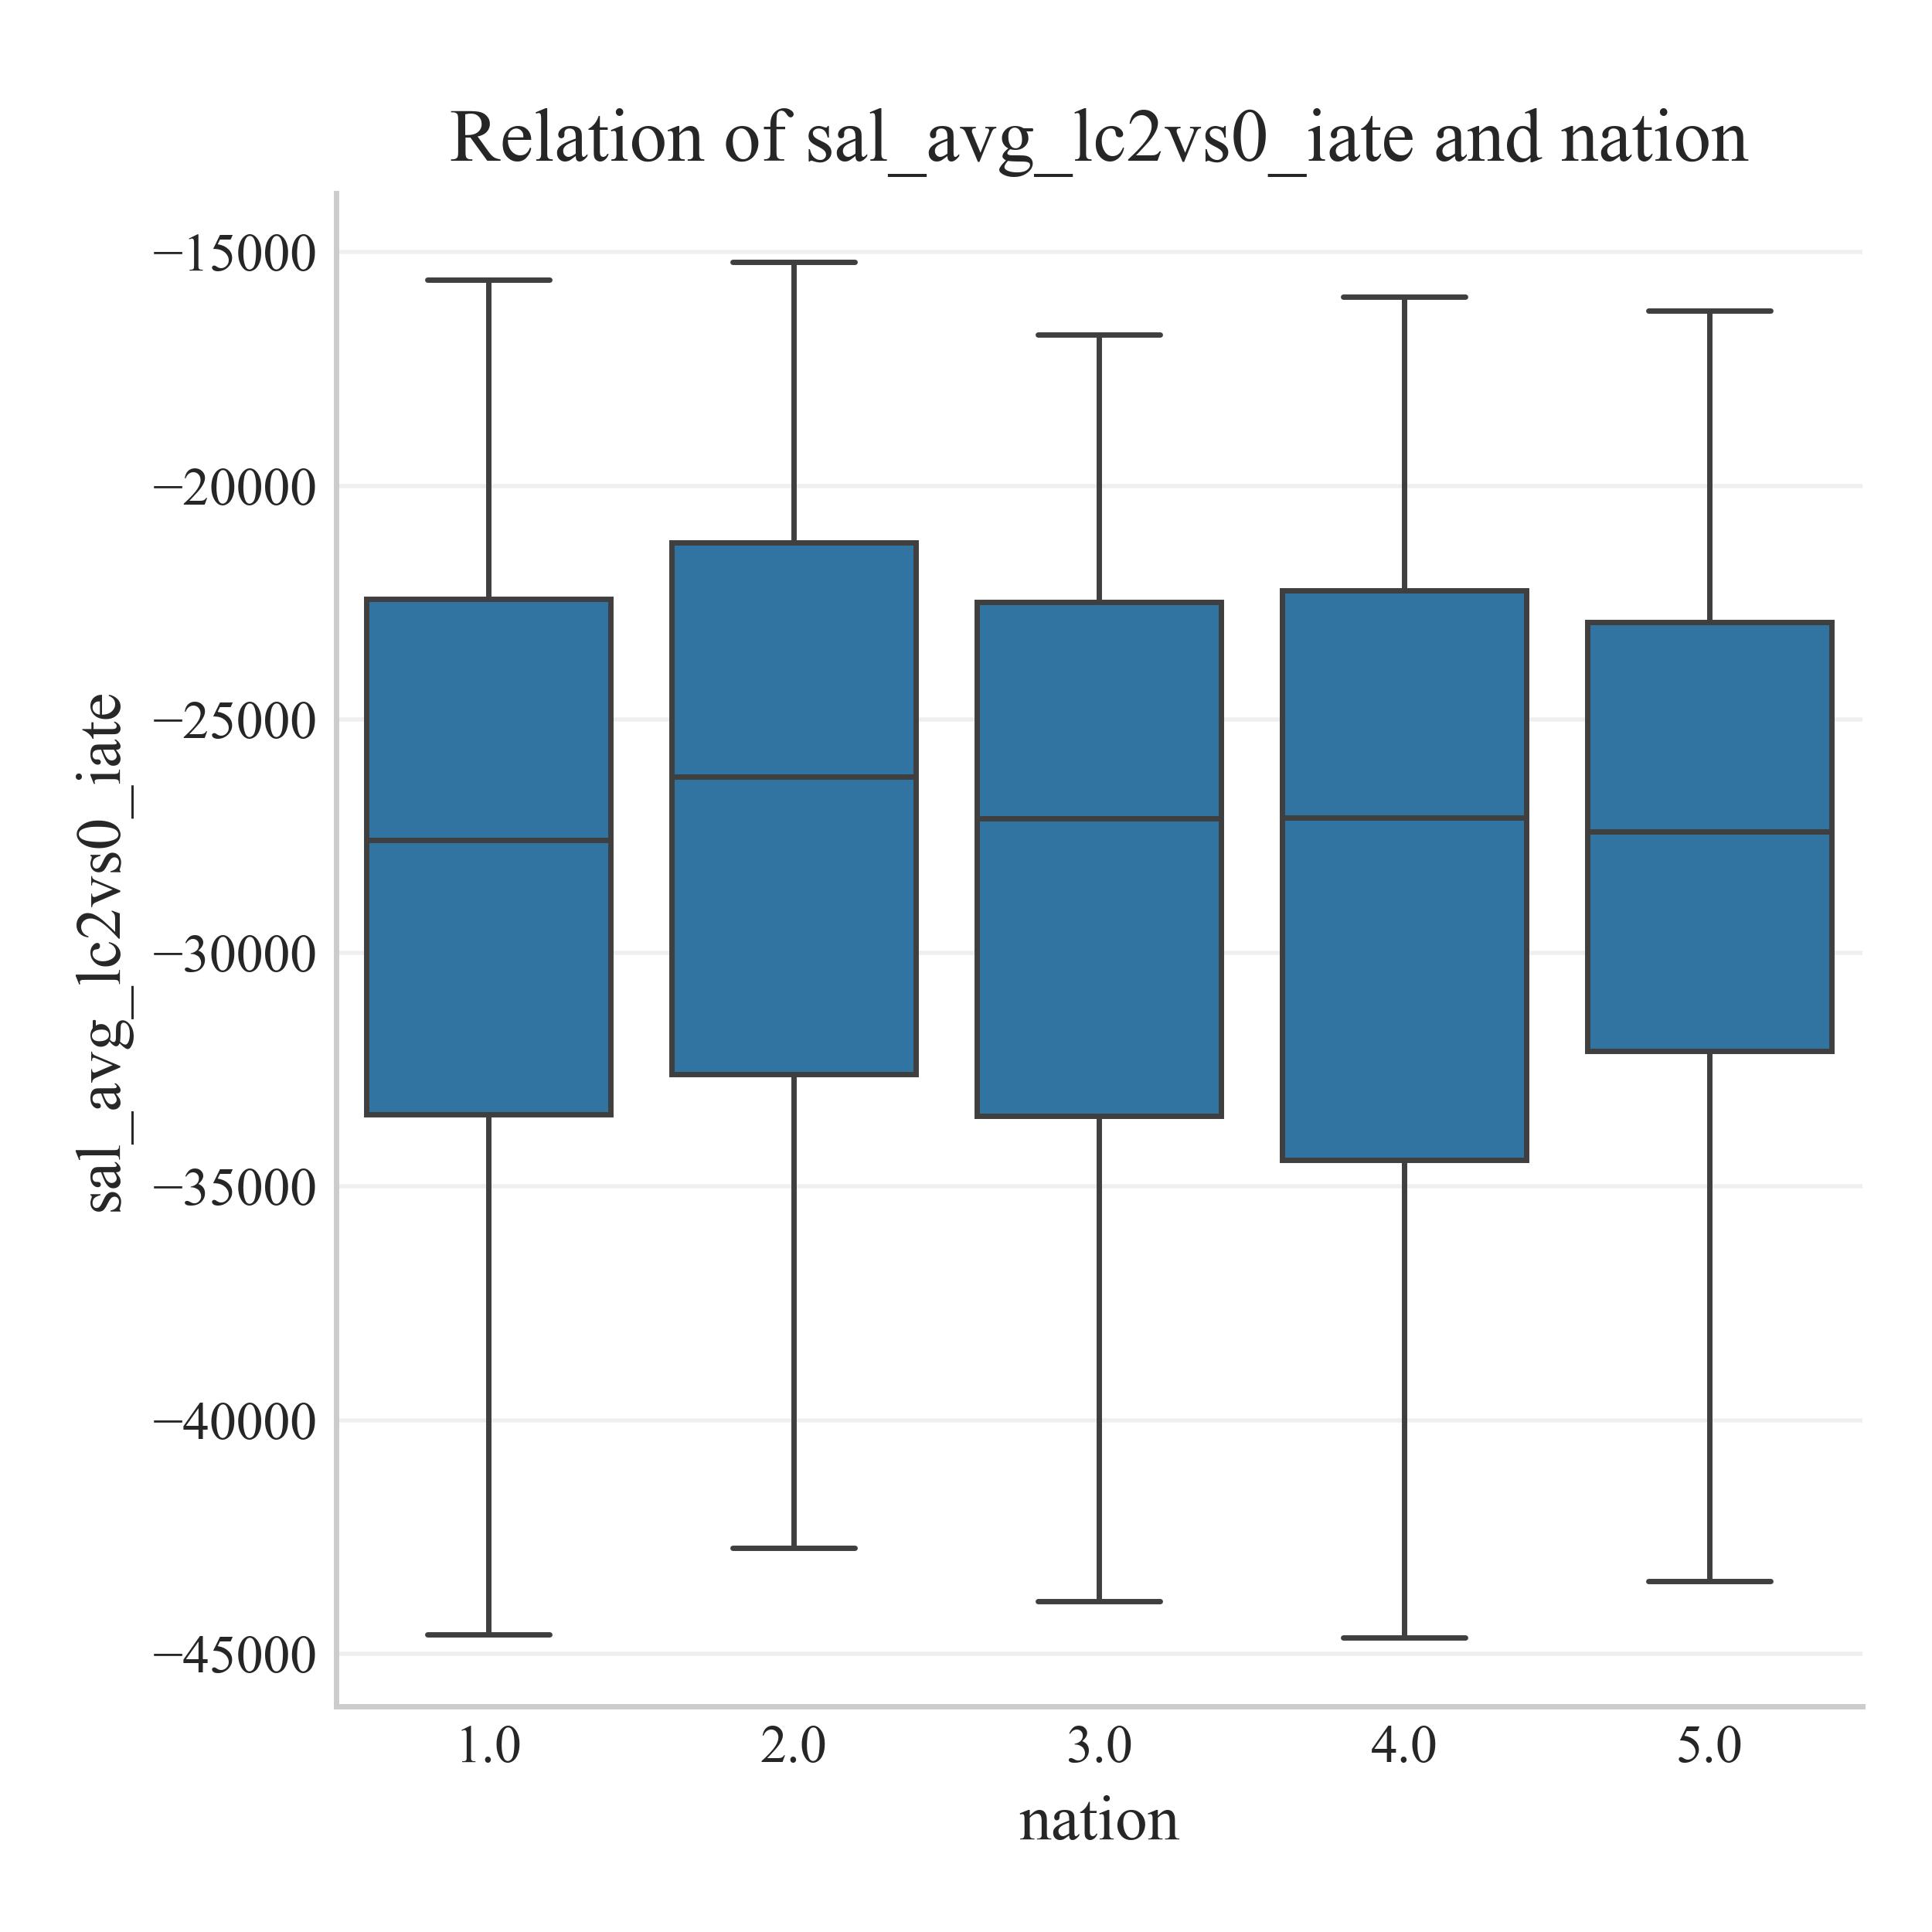 Relation of sal_avg_lc2vs0_iate and nation
−15000
−20000
−25000
−30000
−35000
−40000
−45000
sal_avg_lc2vs0_iate
1.0 2.0 3.0 4.0 5.0
nation